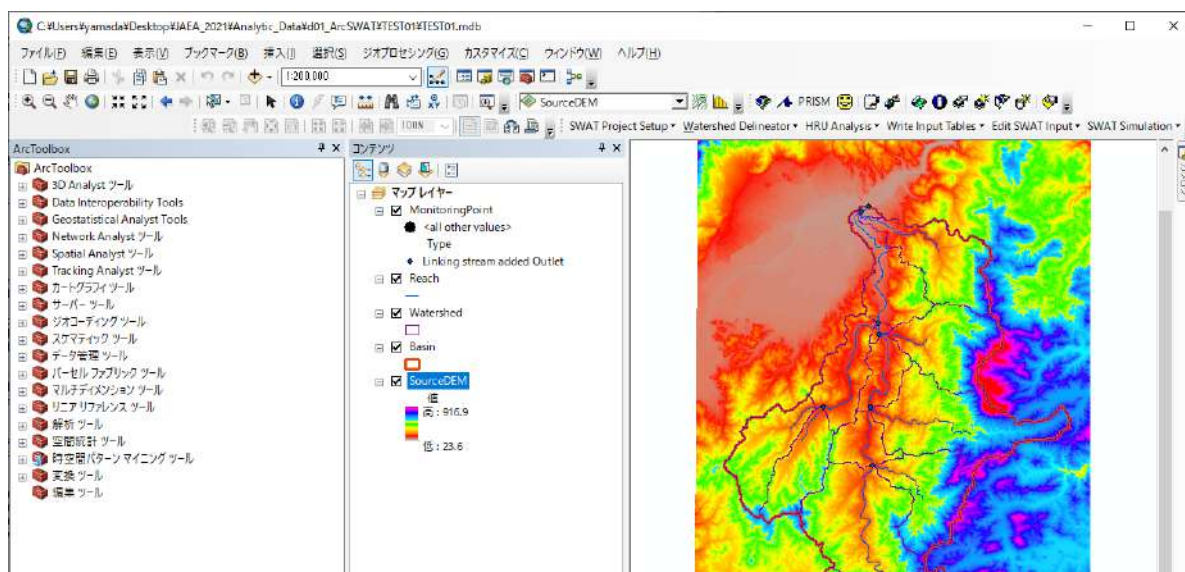 C:¥Users¥yamada¥Desktop¥JAEA_2021¥Analytic_Data¥d01_ArcSWAT¥TEST01¥TEST01.mdb
ファイル(F) 編集(E) 表示(V) ブックマーク(B) 挿入(I) 選択(S) ジオプロセシング(G) カスタマイズ(C) ウィンドウ(W) ヘルプ(H)
1:200,000
SourceDEM
PRISM
100%
SWAT Project Setup
Watershed Delineator
HRU Analysis
Write Input Tables
Edit SWAT Input
SWAT Simulation
ArcToolbox
ArcToolbox
3D Analyst ツール
Data Interoperability Tools
Geostatistical Analyst Tools
Network Analyst ツール
Spatial Analyst ツール
Tracking Analyst ツール
カートグラフィ ツール
サーバー ツール
ジオコーディング ツール
スケマティック ツール
データ管理 ツール
パーセル ファブリック ツール
マルチディメンション ツール
リニア リファレンス ツール
解析 ツール
空間統計 ツール
時空間パターン マイニング ツール
変換 ツール
編集 ツール
コンテンツ
マップ レイヤー
MonitoringPoint
<all other values>
Type
Linking stream added Outlet
Reach
Watershed
Basin
SourceDEM
値
高 : 916.9
低 : 23.6